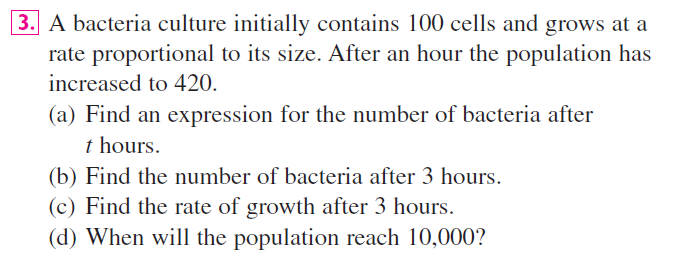 3. A bacteria culture initially contains 100 cells and grows at a
rate proportional to its size. After an hour the population has
increased to 420.
(a) Find an expression for the number of bacteria after
t hours.
(b) Find the number of bacteria after 3 hours.
(c) Find the rate of growth after 3 hours.
(d) When will the population reach 10,000?